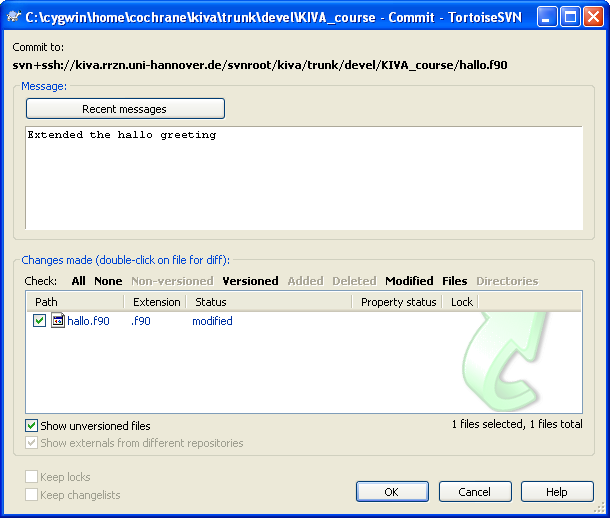 C:\cygwin\home\cochrane\kiva\trunk\devel\KIVA_course - Commit - TortoiseSVN
Commit to:
svn+ssh://kiva.rrzn.uni-hannover.de/svnroot/kiva/trunk/devel/KIVA_course/hallo.f90
Message:
Recent messages
Extended the hallo greeting
Changes made (double-click on file for diff):
Check: All None Non-versioned Versioned Added Deleted Modified Files Directories
Path Extension Status Property status Lock
hallo.f90 .f90 modified
Show unversioned files 1 files selected, 1 files total
Show externals from different repositories
Keep locks
Keep changelists
OK Cancel Help